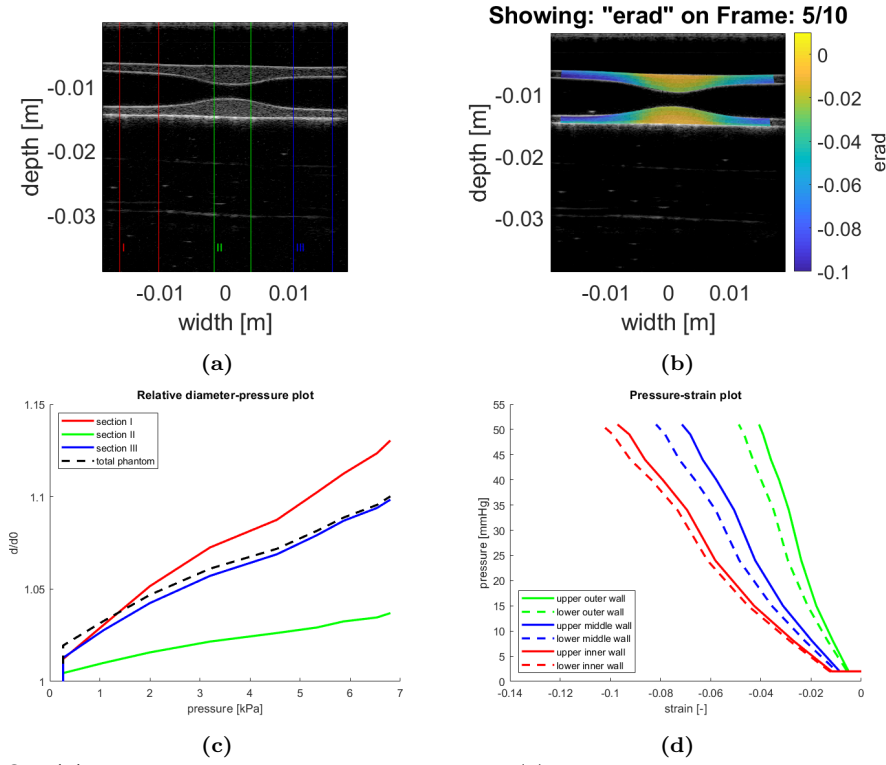 -0.01
-0.02
-0.03
depth [m]
I
II
III
-0.01 0 0.01
width [m]
(a)
Showing: "erad" on Frame: 5/10
-0.01
-0.02
-0.03
depth [m]
-0.01 0 0.01
width [m]
0
-0.02
-0.04
-0.06
-0.08
-0.1
erad
(b)
Relative diameter-pressure plot
1.15
1.1
1.05
1
d/d0
section I
section II
section III
total phantom
0 1 2 3 4 5 6 7
pressure [kPa]
(c)
Pressure-strain plot
55
50
45
40
35
30
25
20
15
10
5
0
pressure [mmHg]
upper outer wall
lower outer wall
upper middle wall
lower middle wall
upper inner wall
lower inner wall
-0.14 -0.12 -0.1 -0.08 -0.06 -0.04 -0.02 0
strain [-]
(d)